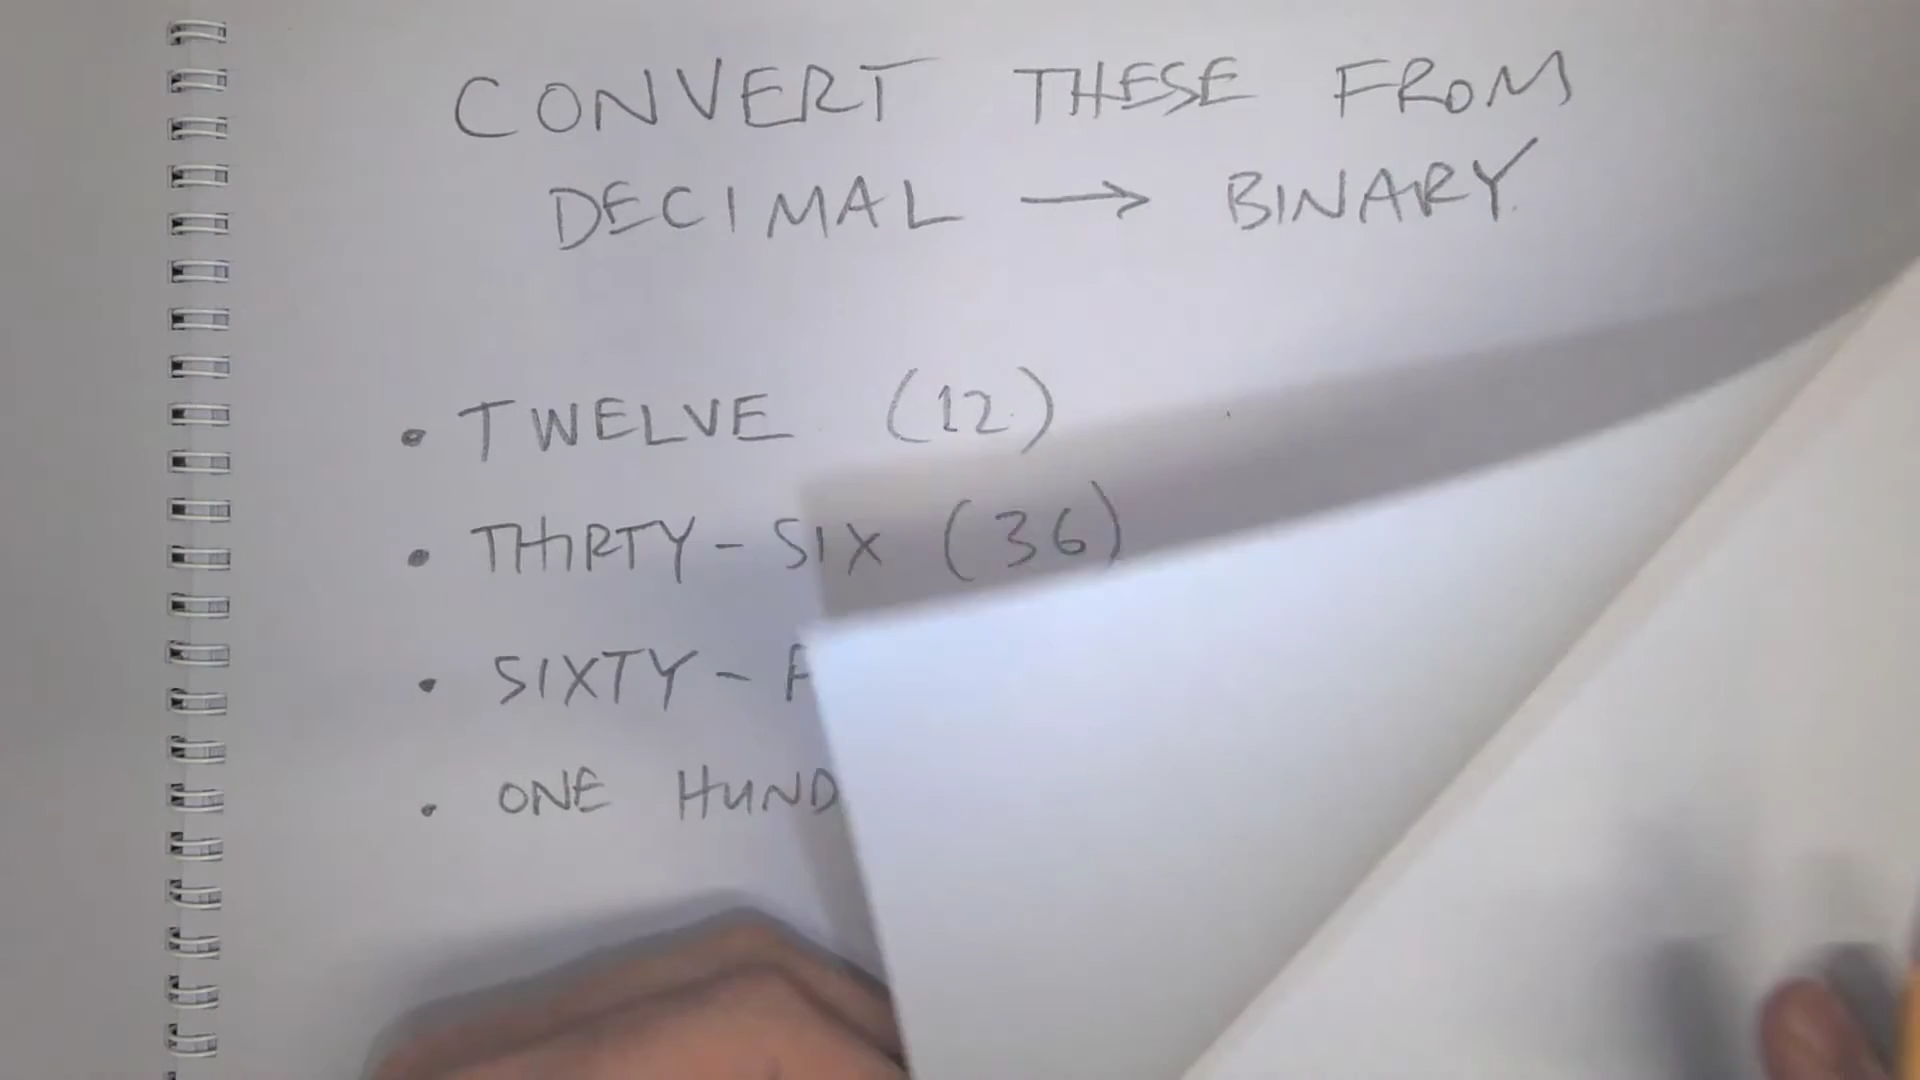 CONVERT THESE FROM
DECIMAL → BINARY
• TWELVE (12)
• THIRTY-SIX (36)
• SIXTY-
• ONE HUND